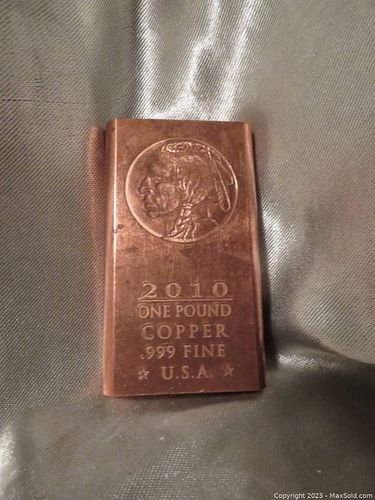 2010
ONE POUND
COPPER
.999 FINE
☆ U.S.A. ☆
Copyright 2023 - MaxSold.com